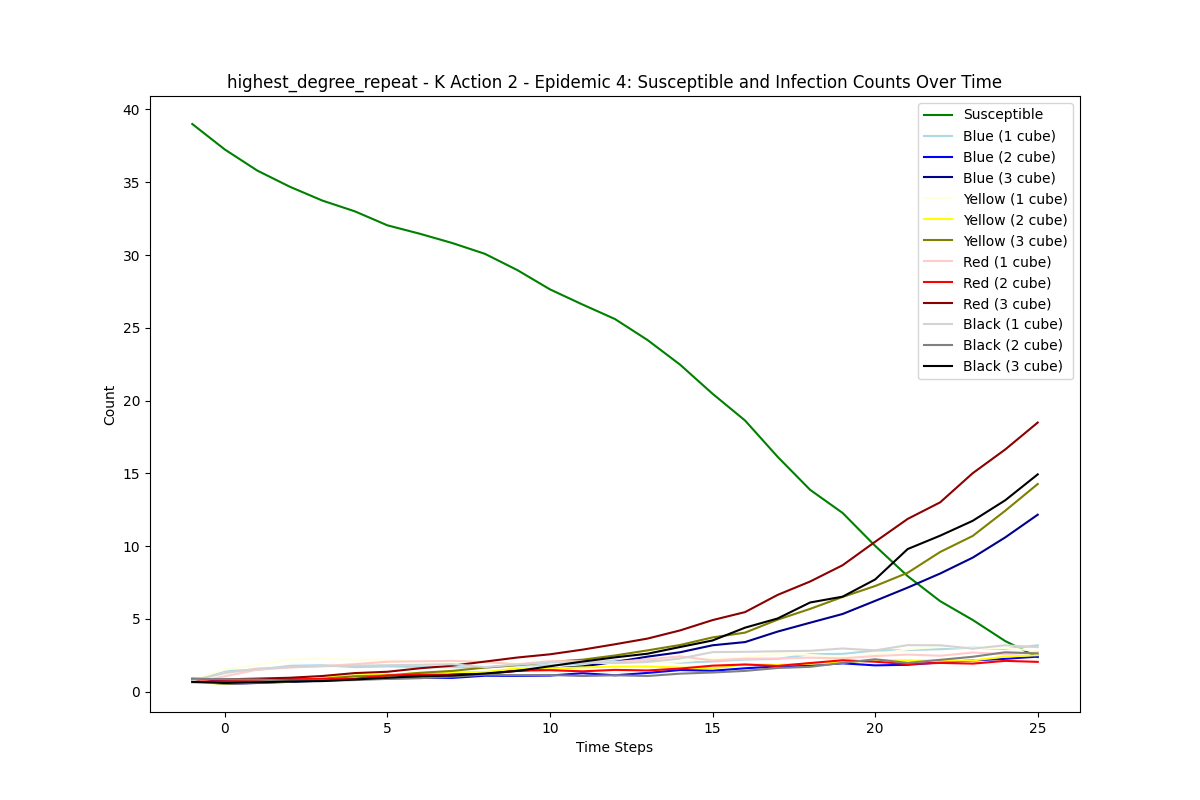 highest_degree_repeat - K Action 2 - Epidemic 4: Susceptible and Infection Counts Over Time
40
35
30
25
20
15
10
5
0
Count
Susceptible
Blue (1 cube)
Blue (2 cube)
Blue (3 cube)
Yellow (1 cube)
Yellow (2 cube)
Yellow (3 cube)
Red (1 cube)
Red (2 cube)
Red (3 cube)
Black (1 cube)
Black (2 cube)
Black (3 cube)
0 5 10 15 20 25
Time Steps